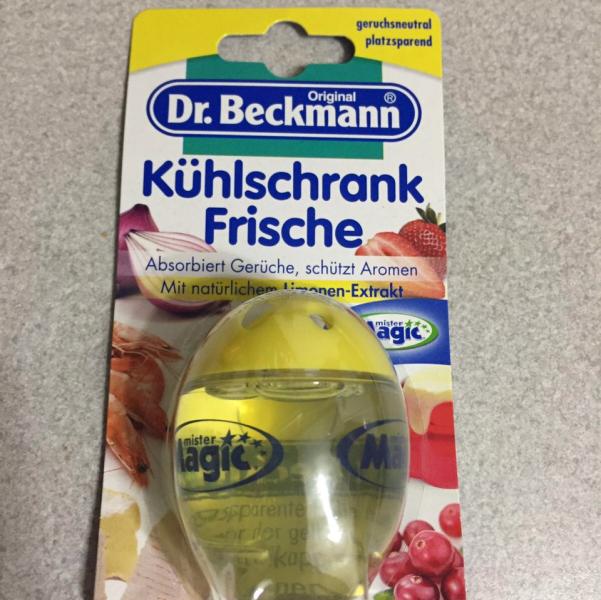 geruchsneutral
platzsparend
Original
Dr. Beckmann®
Kühlschrank
Frische
Absorbiert Gerüche, schützt Aromen
Mit natürlichem Limonen-Extrakt
mister
Magic
mister
Magic
Ma